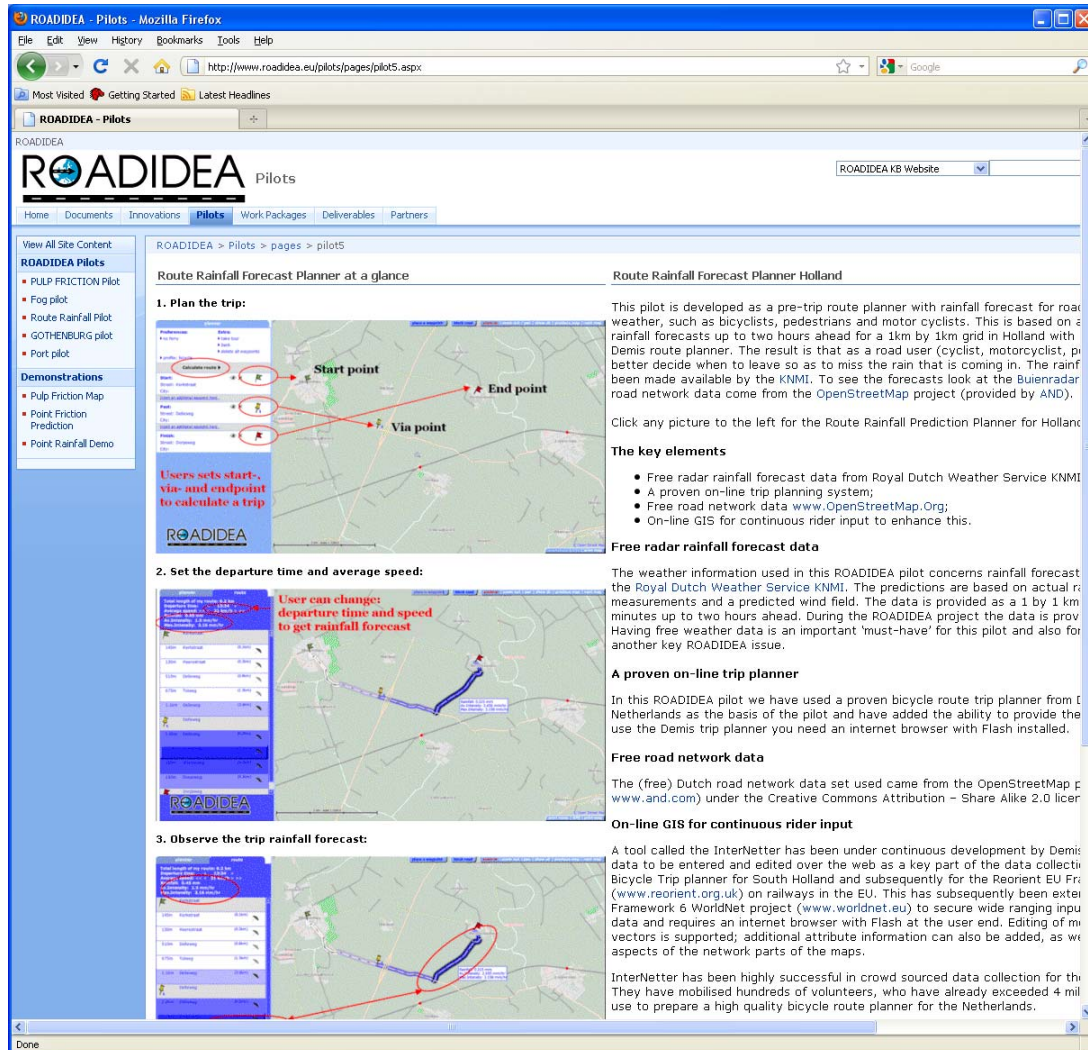 ROADIDEA - Pilots - Mozilla Firefox
File Edit View History Bookmarks Tools Help
http://www.roadidea.eu/pilots/pages/pilot5.aspx
Google
Most Visited Getting Started Latest Headlines
ROADIDEA - Pilots
ROADIDEA
ROADIDEA Pilots
ROADIDEA KB Website
Home Documents Innovations Pilots Work Packages Deliverables Partners
View All Site Content
ROADIDEA Pilots
PULP FRICTION Pilot
Fog pilot
Route Rainfall Pilot
GOTHENBURG pilot
Port pilot
Demonstrations
Pulp Friction Map
Point Friction
Prediction
Point Rainfall Demo
ROADIDEA > Pilots > pages > pilot5
Route Rainfall Forecast Planner at a glance
1. Plan the trip:
Calculate route
Start point
End point
Via point
Users sets start-,
via- and endpoint
to calculate a trip
ROADIDEA
2. Set the departure time and average speed:
User can change:
departure time and speed
to get rainfall forecast
ROADIDEA
3. Observe the trip rainfall forecast:
Route Rainfall Forecast Planner Holland
This pilot is developed as a pre-trip route planner with rainfall forecast for
weather, such as bicyclists, pedestrians and motor cyclists. This is based on
rainfall forecasts up to two hours ahead for a 1km by 1km grid in Holland with
Demis route planner. The result is that as a road user (cyclist, motorcyclist,
better decide when to leave so as to miss the rain that is coming in. The
been made available by the KNMI. To see the forecasts look at the Buienradar
road network data come from the OpenStreetMap project (provided by AND).
Click any picture to the left for the Route Rainfall Prediction Planner for
The key elements
Free radar rainfall forecast data from Royal Dutch Weather Service KNMI
A proven on-line trip planning system;
Free road network data www.OpenStreetMap.Org;
On-line GIS for continuous rider input to enhance this.
Free radar rainfall forecast data
The weather information used in this ROADIDEA pilot concerns rainfall forecast
the Royal Dutch Weather Service KNMI. The predictions are based on actual
measurements and a predicted wind field. The data is provided as a 1 by 1 km
minutes up to two hours ahead. During the ROADIDEA project the data is
Having free weather data is an important 'must-have' for this pilot and also for
another key ROADIDEA issue.
A proven on-line trip planner
In this ROADIDEA pilot we have used a proven bicycle route trip planner from
Netherlands as the basis of the pilot and have added the ability to provide the
use the Demis trip planner you need an internet browser with Flash installed.
Free road network data
The (free) Dutch road network data set used came from the OpenStreetMap
www.and.com) under the Creative Commons Attribution – Share Alike 2.0
On-line GIS for continuous rider input
A tool called the InterNetter has been under continuous development by Demis
data to be entered and edited over the web as a key part of the data
Bicycle Trip planner for South Holland and subsequently for the Reorient EU
(www.reorient.org.uk) on railways in the EU. This has subsequently been
Framework 6 WorldNet project (www.worldnet.eu) to secure wide ranging
data and requires an internet browser with Flash at the user end. Editing of
vectors is supported; additional attribute information can also be added, as
aspects of the network parts of the maps.
InterNetter has been highly successful in crowd sourced data collection for
They have mobilised hundreds of volunteers, who have already exceeded 4
use to prepare a high quality bicycle route planner for the Netherlands.
Done